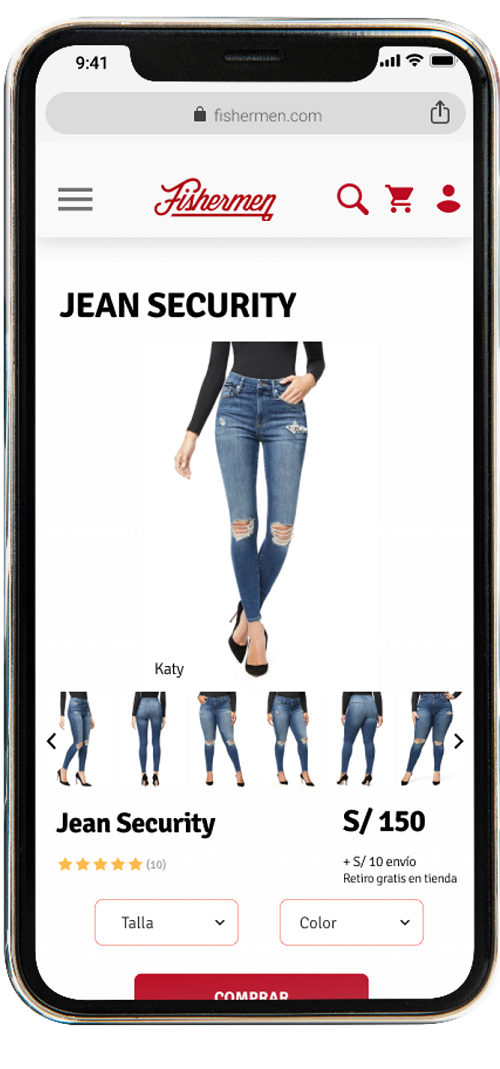 9:41
fishermen.com
Fishermen
JEAN SECURITY
Katy
Jean Security
S/ 150
(10)
+ S/ 10 envío
Retiro gratis en tienda
Talla
Color
COMPRAR